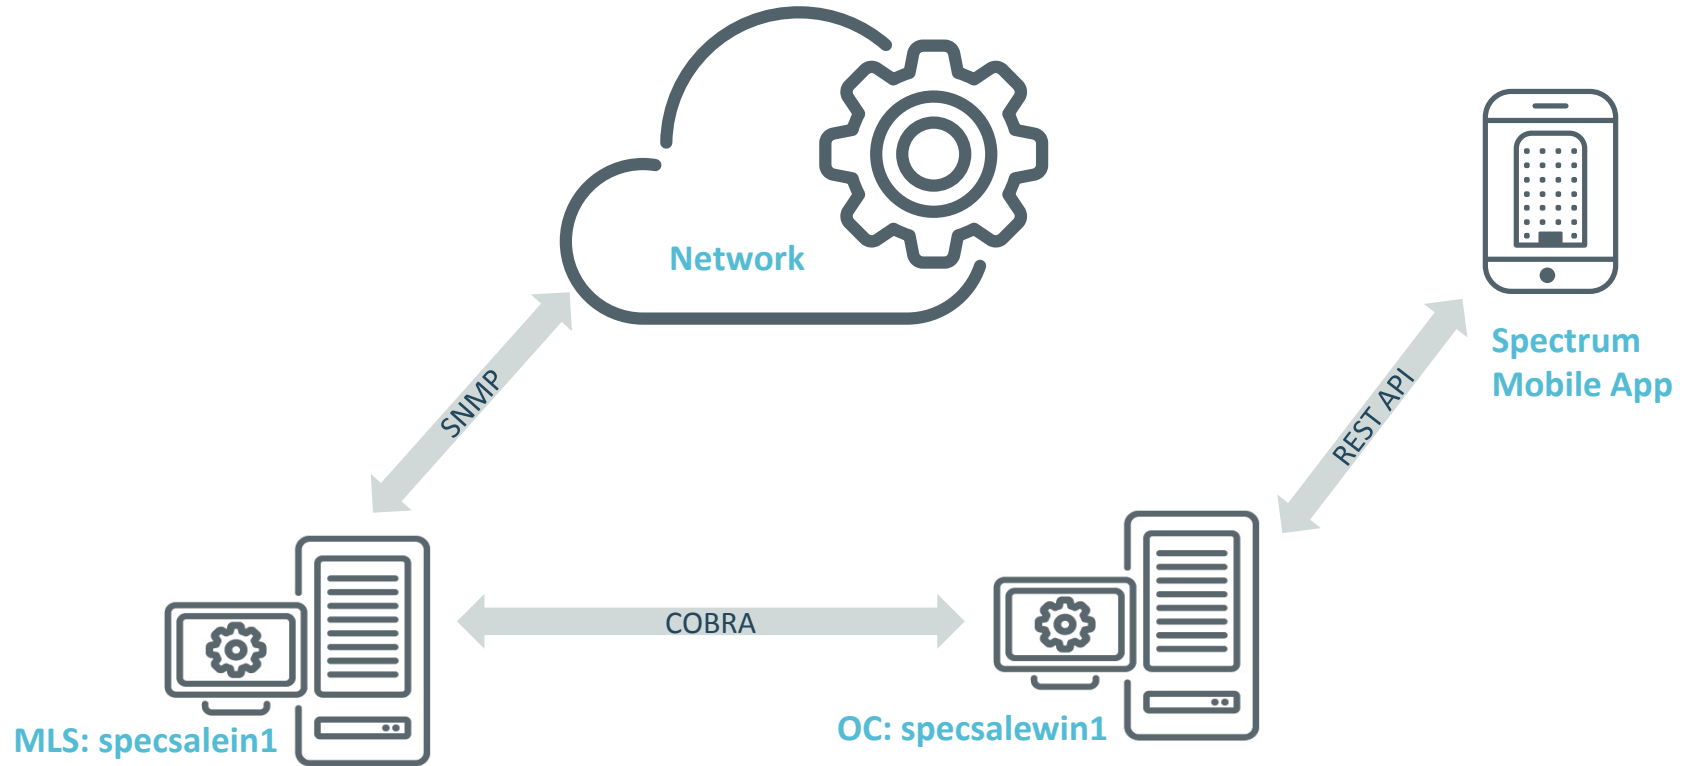 Network
Spectrum
Mobile App
SNMP
REST API
COBRA
MLS: specsalein1
OC: specsalewin1